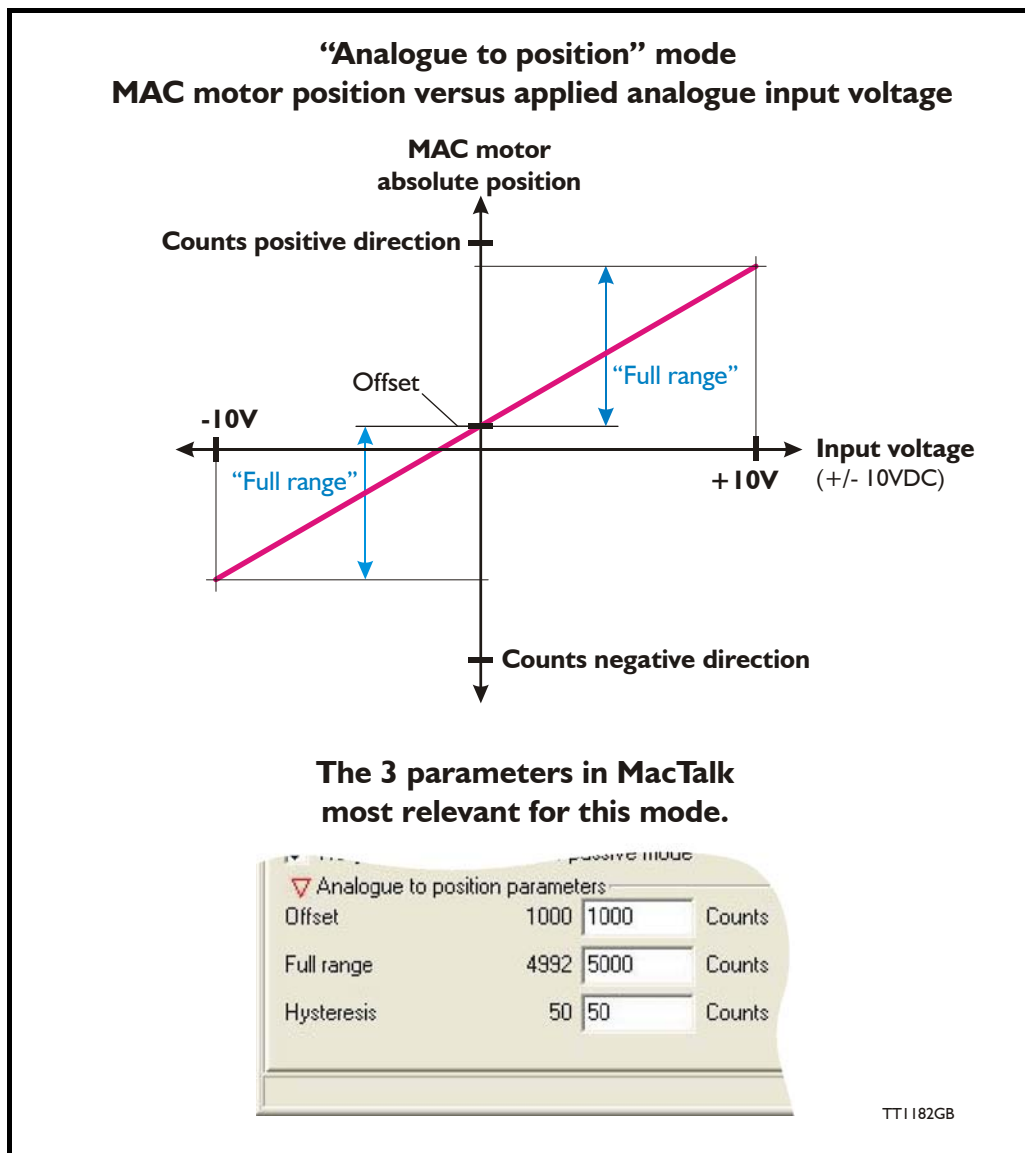 “Analogue to position” mode
MAC motor position versus applied analogue input voltage
MAC motor
absolute position
Counts positive direction
Offset
“Full range”
-10V
“Full range”
Input voltage
+10V
(+/- 10VDC)
Counts negative direction
The 3 parameters in MacTalk
most relevant for this mode.
passive mode
Analogue to position parameters
Offset 1000 1000 Counts
Full range 4992 5000 Counts
Hysteresis 50 50 Counts
TT1182GB